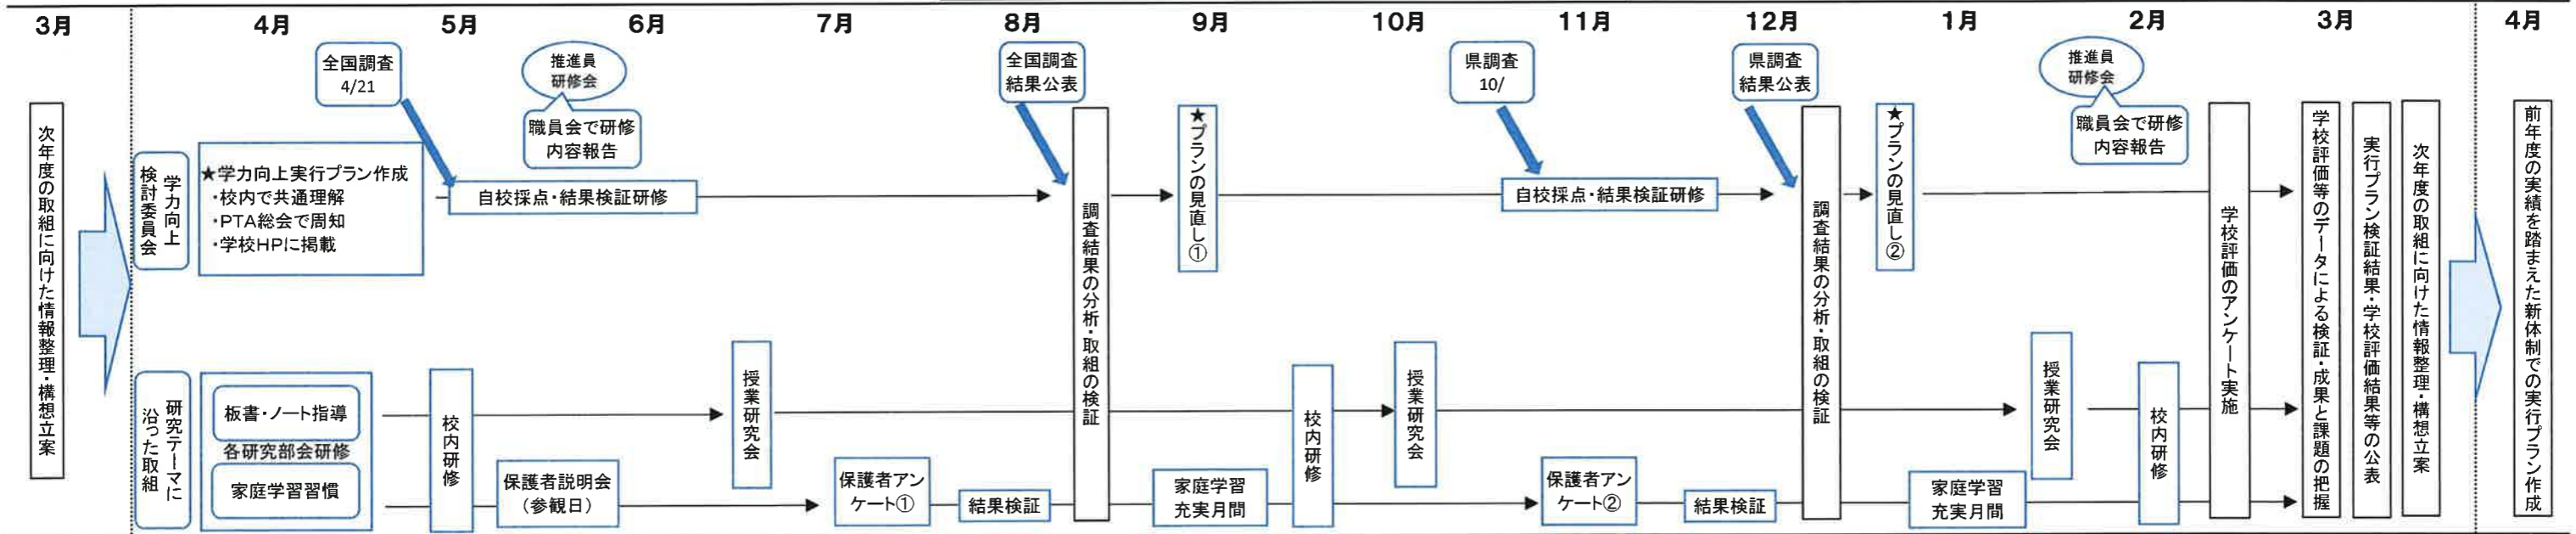 3月
4月
5月
6月
7月
8月
9月
10月
11月
12月
1月
2月
3月
4月
次年度の取組に向けた情報整理・構想立案
学力向上
検討委員会
★学力向上実行プラン作成
・校内で共通理解
・PTA総会で周知
・学校HPに掲載
全国調査
4/21
自校採点・結果検証研修
推進員
研修会
職員会で研修
内容報告
全国調査
結果公表
調査結果の分析・取組の検証
★プランの見直し①
県調査
10/
自校採点・結果検証研修
県調査
結果公表
調査結果の分析・取組の検証
★プランの見直し②
推進員
研修会
職員会で研修
内容報告
研究テーマに
沿った取組
板書・ノート指導
各研究部会研修
家庭学習習慣
校内研修
保護者説明会
（参観日）
授業研究会
保護者アン
ケート①
結果検証
家庭学習
充実月間
校内研修
授業研究会
保護者アン
ケート②
結果検証
家庭学習
充実月間
授業研究会
校内研修
学校評価のアンケート実施
学校評価等のデータによる検証・成果と課題の把握
実行プラン検証結果・学校評価結果等の公表
次年度の取組に向けた情報整理・構想立案
前年度の実績を踏まえた新体制での実行プラン作成